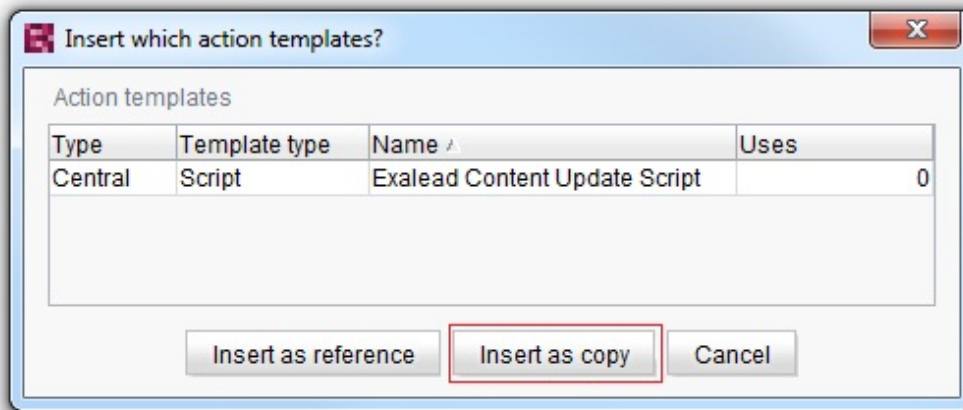 Insert which action templates?
Action templates
Type Template type Name Uses
Central Script Exalead Content Update Script 0
Insert as reference Insert as copy Cancel